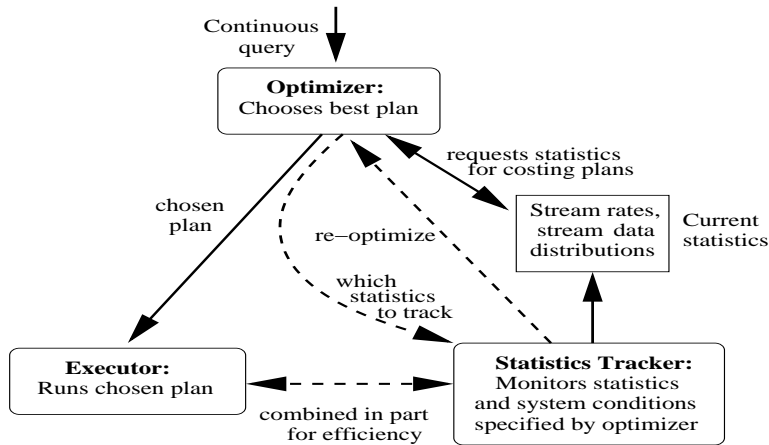 Continuous
query
Optimizer:
Chooses best plan
requests statistics
for costing plans
chosen
plan
Stream rates,
stream data
distributions
Current
statistics
re−optimize
which
statistics
to track
Executor:
Runs chosen plan
Statistics Tracker:
Monitors statistics
and system conditions
specified by optimizer
combined in part
for efficiency